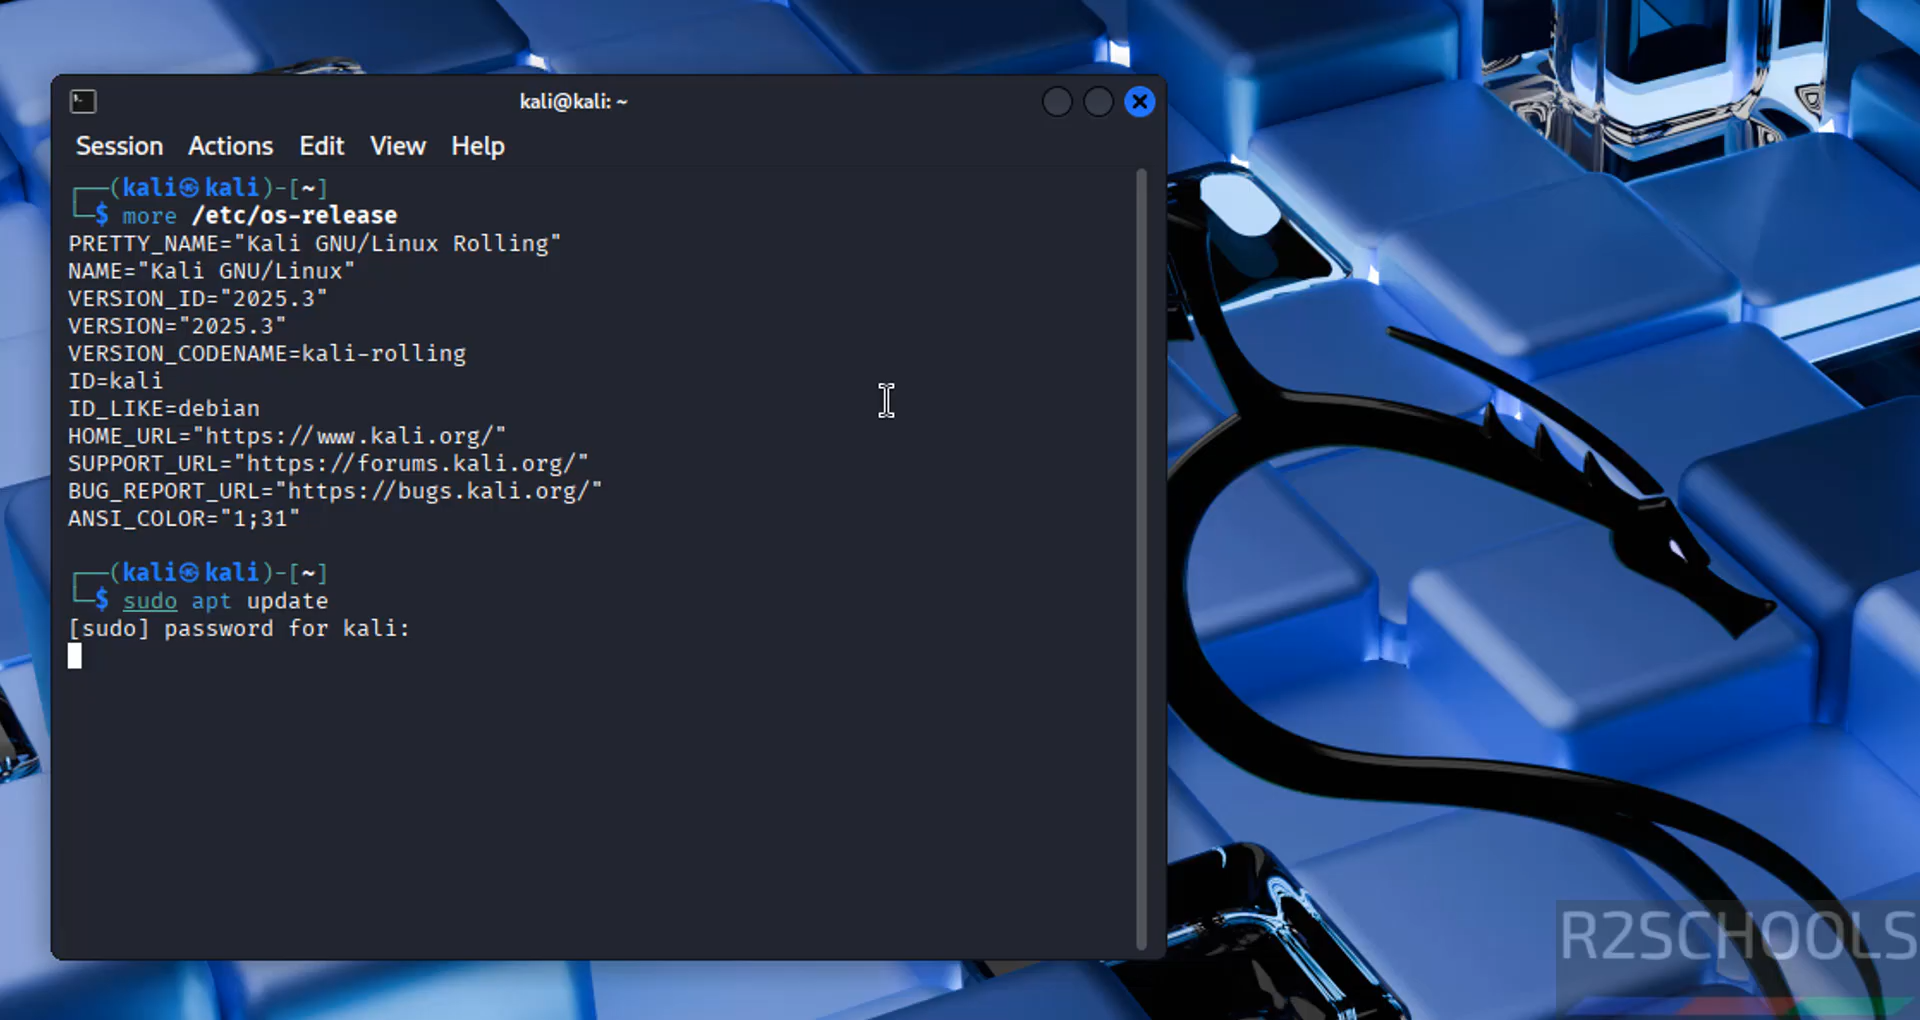 kali@kali: ~
Session Actions Edit View Help
┌──(kali㉿kali)-[~]
└─$ more /etc/os-release
PRETTY_NAME="Kali GNU/Linux Rolling"
NAME="Kali GNU/Linux"
VERSION_ID="2025.3"
VERSION="2025.3"
VERSION_CODENAME=kali-rolling
ID=kali
ID_LIKE=debian
HOME_URL="https://www.kali.org/"
SUPPORT_URL="https://forums.kali.org/"
BUG_REPORT_URL="https://bugs.kali.org/"
ANSI_COLOR="1;31"
┌──(kali㉿kali)-[~]
└─$ sudo apt update
[sudo] password for kali:
R2SCHOOLS